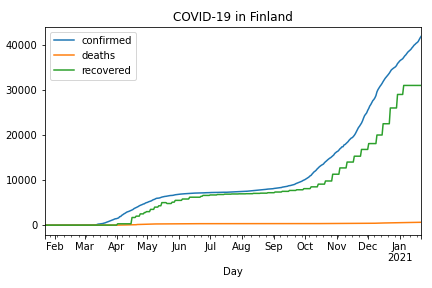 COVID-19 in Finland
confirmed
deaths
recovered
40000
30000
20000
10000
0
Feb Mar Apr May Jun Jul Aug Sep Oct Nov Dec Jan
2021
Day